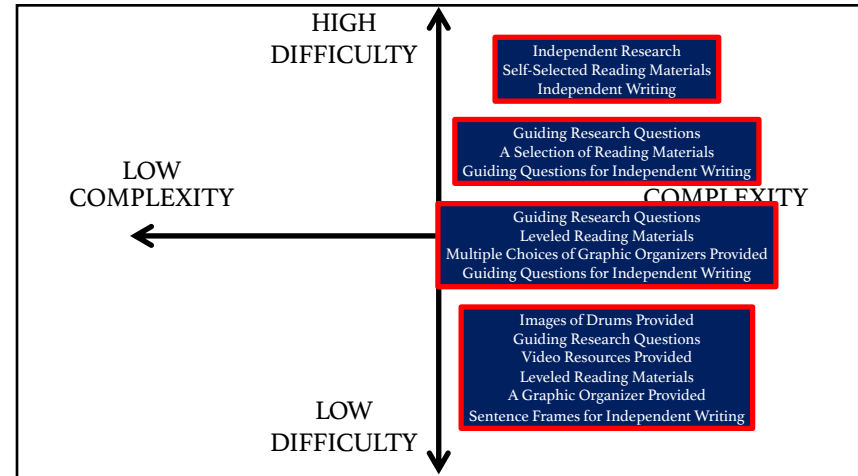 HIGH
DIFFICULTY
Independent Research
Self-Selected Reading Materials
Independent Writing
Guiding Research Questions
A Selection of Reading Materials
Guiding Questions for Independent Writing
LOW
COMPLEXITY
COMPLEXITY
Guiding Research Questions
Leveled Reading Materials
Multiple Choices of Graphic Organizers Provided
Guiding Questions for Independent Writing
Images of Drums Provided
Guiding Research Questions
Video Resources Provided
Leveled Reading Materials
A Graphic Organizer Provided
Sentence Frames for Independent Writing
LOW
DIFFICULTY